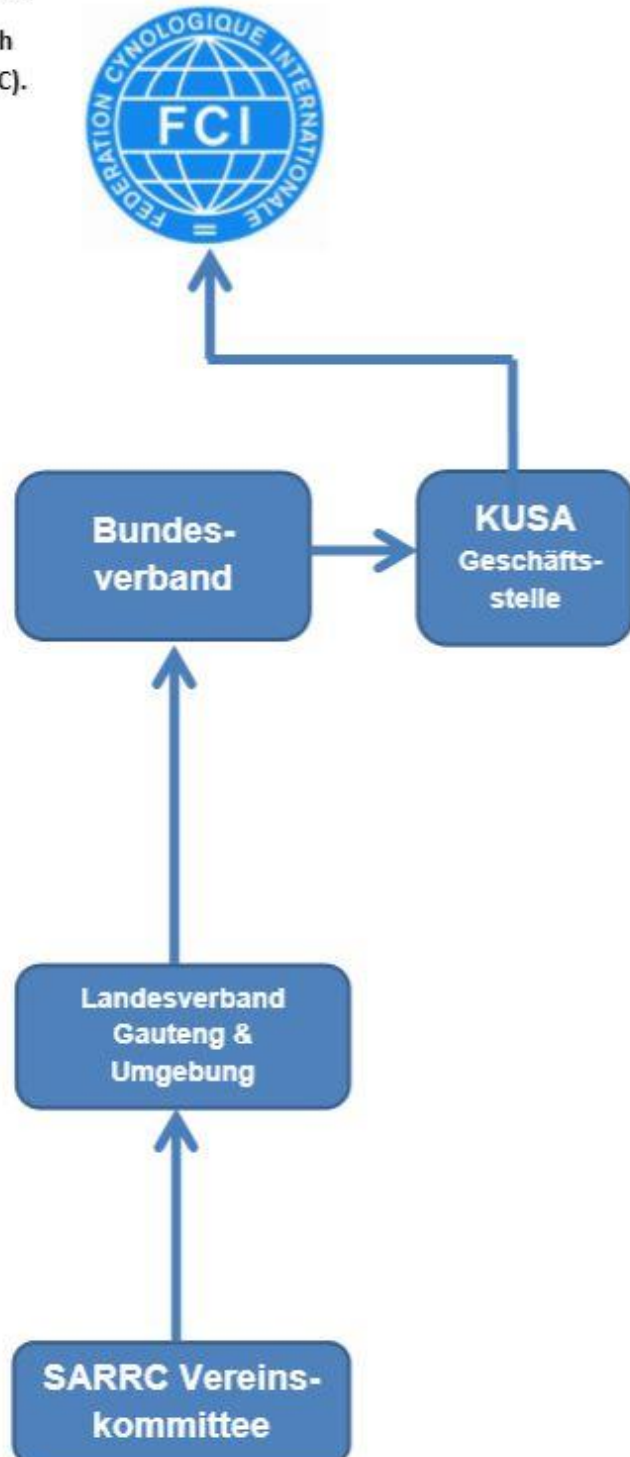 h
C).
FEDERATION CYNOLOGIQUE INTERNATIONALE
FCI
Bundes-
verband
KUSA
Geschäfts-
stelle
Landesverband
Gauteng &
Umgebung
SARRC Vereins-
kommittee